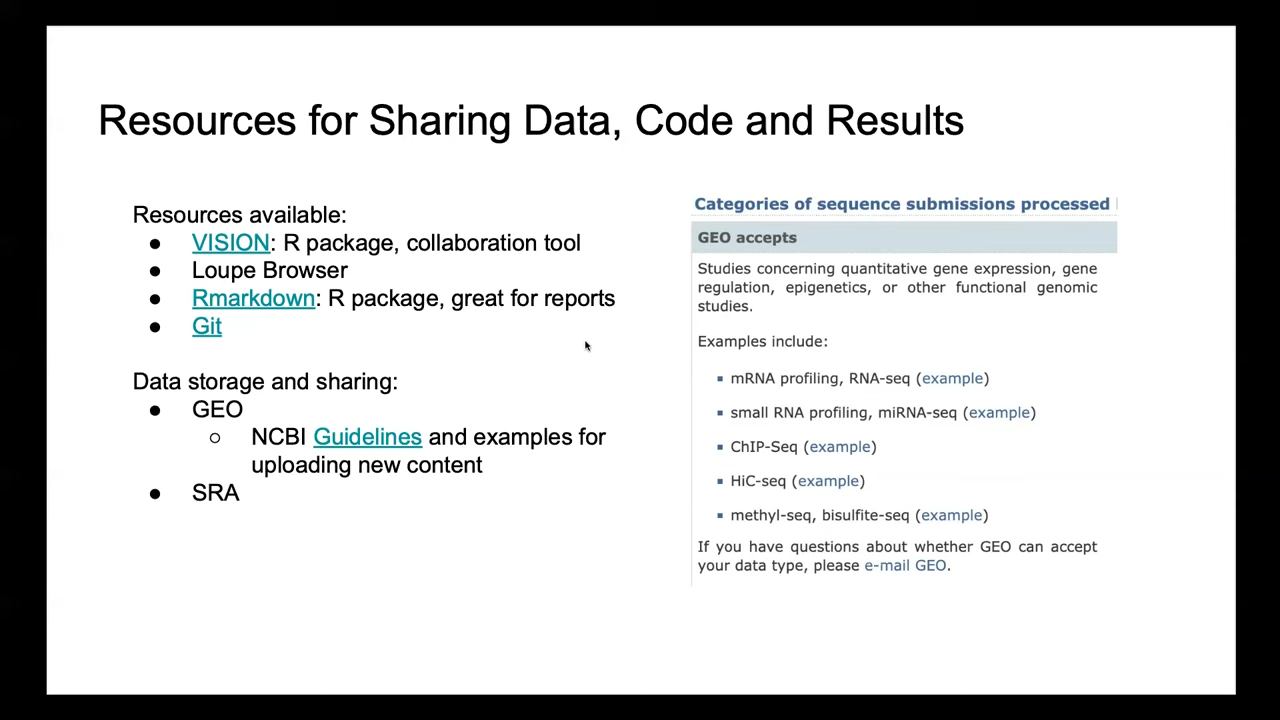 Resources for Sharing Data, Code and Results
Resources available:
● VISION: R package, collaboration tool
● Loupe Browser
● Rmarkdown: R package, great for reports
● Git
Data storage and sharing:
● GEO
○ NCBI Guidelines and examples for
uploading new content
● SRA
Categories of sequence submissions processed
GEO accepts
Studies concerning quantitative gene expression, gene
regulation, epigenetics, or other functional genomic
studies.
Examples include:
▪ mRNA profiling, RNA-seq (example)
▪ small RNA profiling, miRNA-seq (example)
▪ ChIP-Seq (example)
▪ HiC-seq (example)
▪ methyl-seq, bisulfite-seq (example)
If you have questions about whether GEO can accept
your data type, please e-mail GEO.